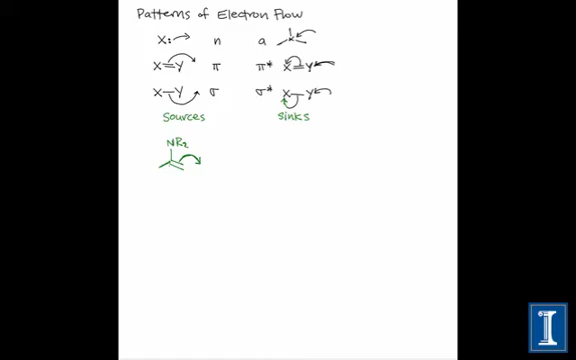 Patterns of Electron Flow
X: n a X
X=Y π π* X=Y
X—Y σ σ* X—Y
Sources sinks
NR2
I